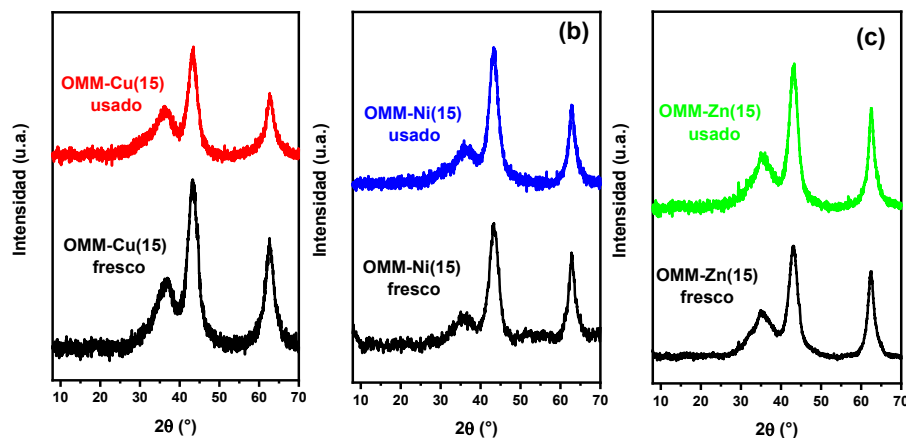 Intensidad (u.a.)
OMM-Cu(15)
usado
OMM-Cu(15)
fresco
10 20 30 40 50 60 70
2θ (°)
(b)
Intensidad (u.a.)
OMM-Ni(15)
usado
OMM-Ni(15)
fresco
10 20 30 40 50 60 70
2θ (°)
(c)
Intensidad (u.a.)
OMM-Zn(15)
usado
OMM-Zn(15)
fresco
10 20 30 40 50 60 70
2θ (°)